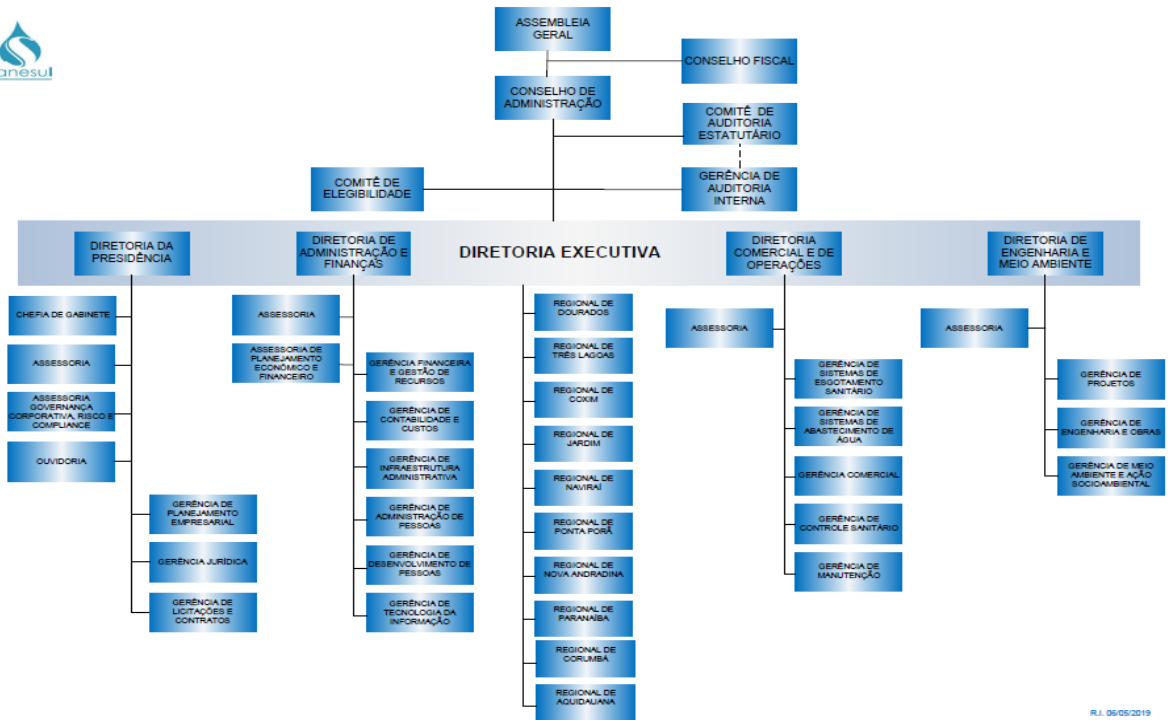 anesul
ASSEMBLEIA
GERAL
CONSELHO FISCAL
CONSELHO DE
ADMINISTRAÇÃO
COMITÊ DE
AUDITORIA
ESTATUTÁRIO
COMITÊ DE
ELEGIBILIDADE
GERÊNCIA DE
AUDITORIA
INTERNA
DIRETORIA DA
PRESIDÊNCIA
DIRETORIA DE
ADMINISTRAÇÃO E
FINANÇAS
DIRETORIA EXECUTIVA
DIRETORIA
COMERCIAL E DE
OPERAÇÕES
DIRETORIA DE
ENGENHARIA E
MEIO AMBIENTE
CHEFIA DE GABINETE
ASSESSORIA
ASSESSORIA
GOVERNANÇA
CORPORATIVA, RISCO E
COMPLIANCE
OUVIDORIA
GERÊNCIA DE
PLANEJAMENTO
EMPRESARIAL
GERÊNCIA JURÍDICA
GERÊNCIA DE
LICITAÇÕES E
CONTRATOS
ASSESSORIA
ASSESSORIA DE
PLANEJAMENTO
ECONÔMICO E
FINANCEIRO
GERÊNCIA FINANCEIRA
E GESTÃO DE
RECURSOS
GERÊNCIA DE
CONTABILIDADE E
CUSTOS
GERÊNCIA DE
INFRAESTRUTURA
ADMINISTRATIVA
GERÊNCIA DE
ADMINISTRAÇÃO DE
PESSOAS
GERÊNCIA DE
DESENVOLVIMENTO DE
PESSOAS
GERÊNCIA DE
TECNOLOGIA DA
INFORMAÇÃO
REGIONAL DE
DOURADOS
REGIONAL DE
TRÊS LAGOAS
REGIONAL DE
COXIM
REGIONAL DE
JARDIM
REGIONAL DE
NAVIRAÍ
REGIONAL DE
PONTA PORÃ
REGIONAL DE
NOVA ANDRADINA
REGIONAL DE
PARANAÍBA
REGIONAL DE
CORUMBÁ
REGIONAL DE
AQUIDAUANA
ASSESSORIA
GERÊNCIA DE
SISTEMAS DE
ESGOTAMENTO
SANITÁRIO
GERÊNCIA DE
SISTEMAS DE
ABASTECIMENTO DE
ÁGUA
GERÊNCIA COMERCIAL
GERÊNCIA DE
CONTROLE SANITÁRIO
GERÊNCIA DE
MANUTENÇÃO
ASSESSORIA
GERÊNCIA DE
PROJETOS
GERÊNCIA DE
ENGENHARIA E OBRAS
GERÊNCIA DE MEIO
AMBIENTE E AÇÃO
SOCIOAMBIENTAL
R.I. 06/05/2019